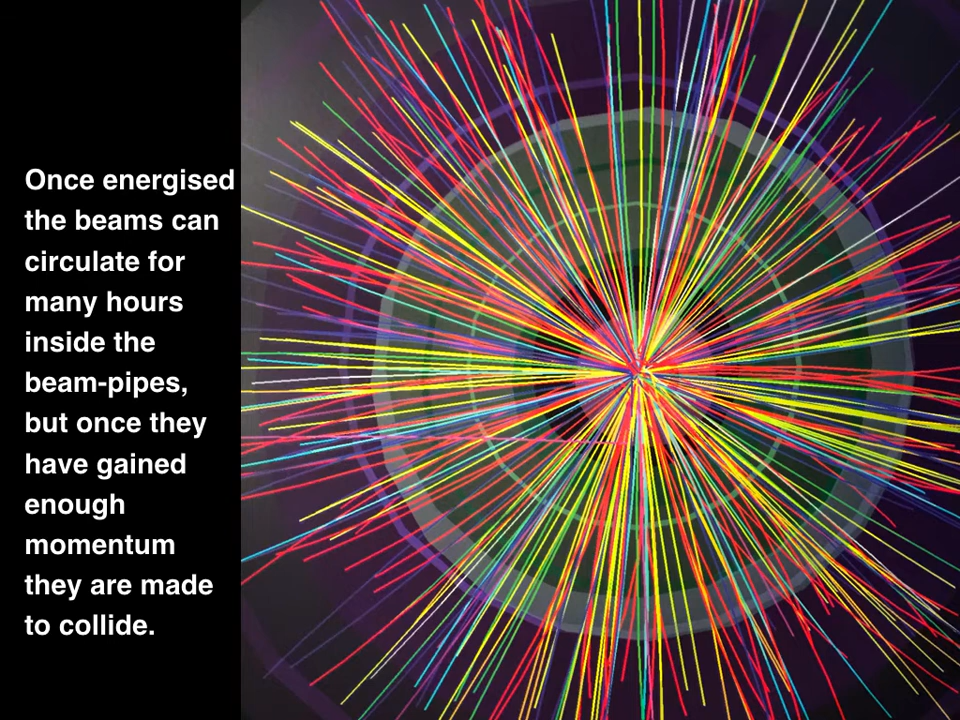 Once energised
the beams can
circulate for
many hours
inside the
beam-pipes,
but once they
have gained
enough
momentum
they are made
to collide.